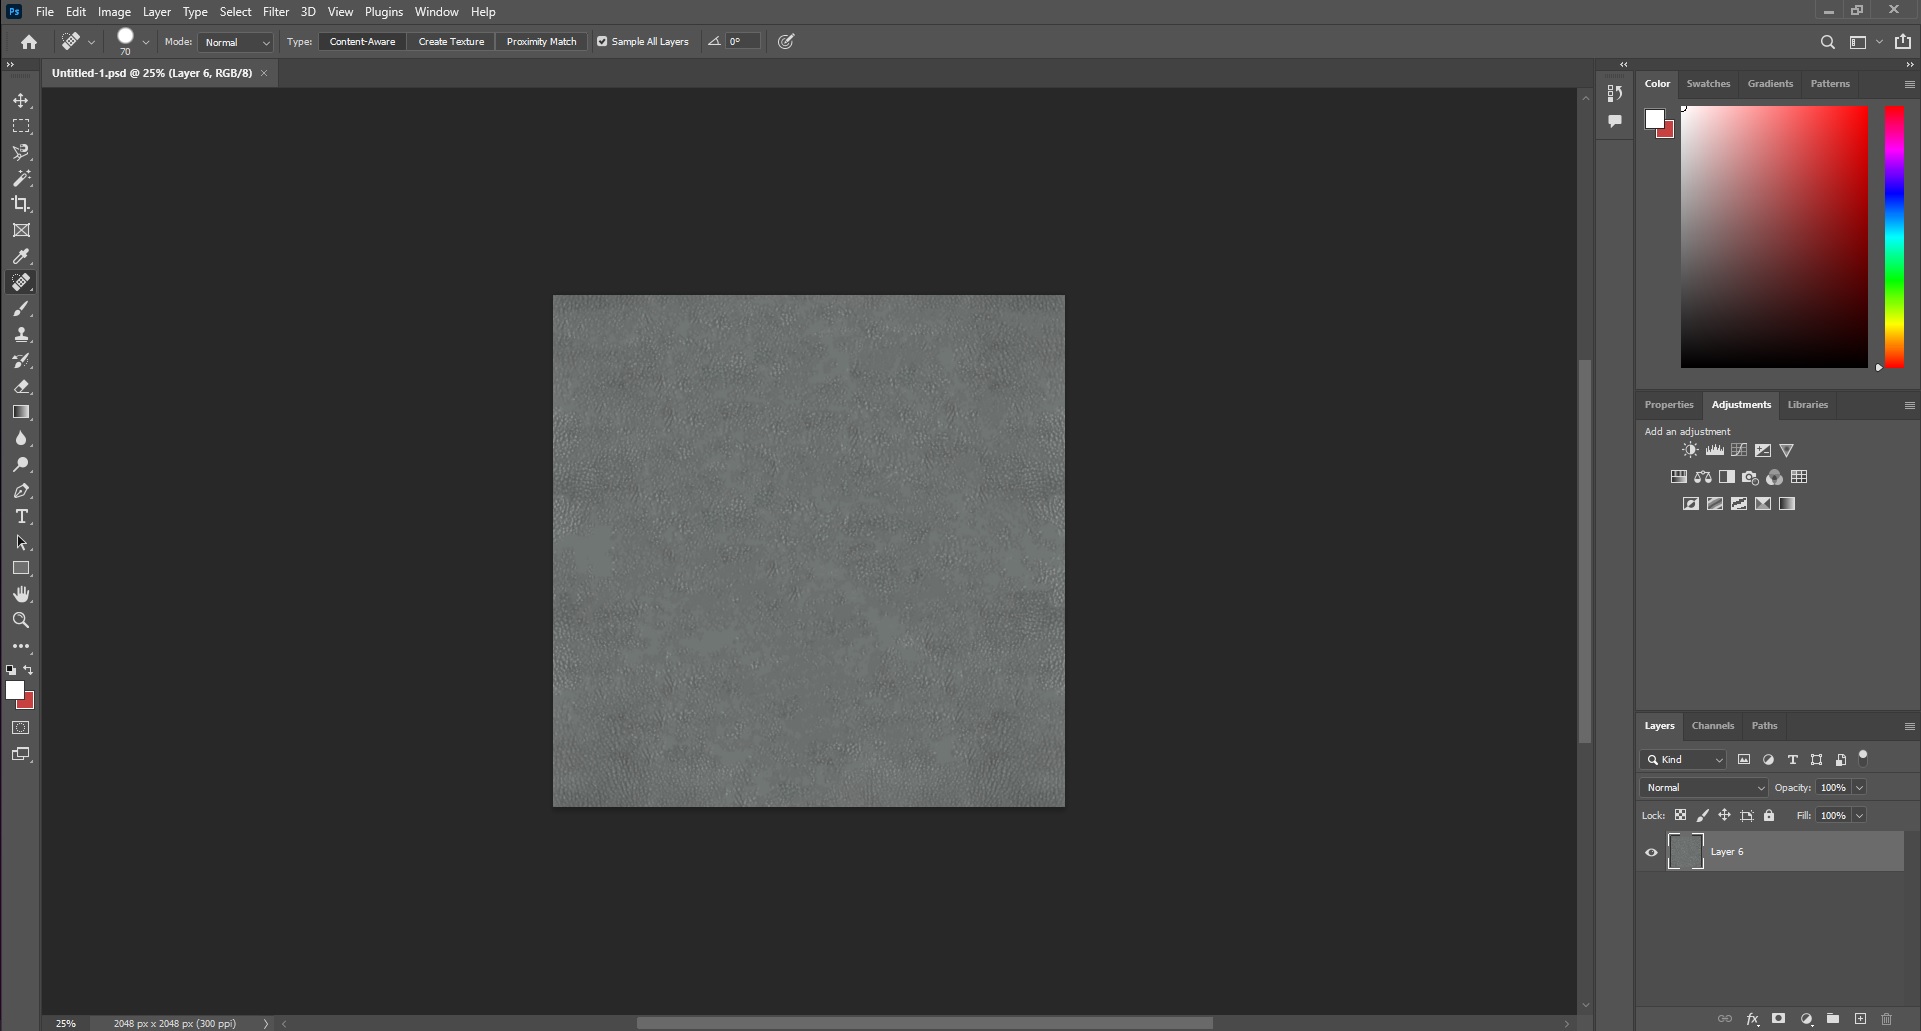 Ps File Edit Image Layer Type Select Filter 3D View Plugins Window Help
70 Mode: Normal Type: Content-Aware Create Texture Proximity Match Sample All Layers 0°
Untitled-1.psd @ 25% (Layer 6, RGB/8) ×
Color Swatches Gradients Patterns
Properties Adjustments Libraries
Add an adjustment
Layers Channels Paths
Kind
Normal Opacity: 100%
Lock: Fill: 100%
Layer 6
fx
25% 2048 px x 2048 px (300 ppi)